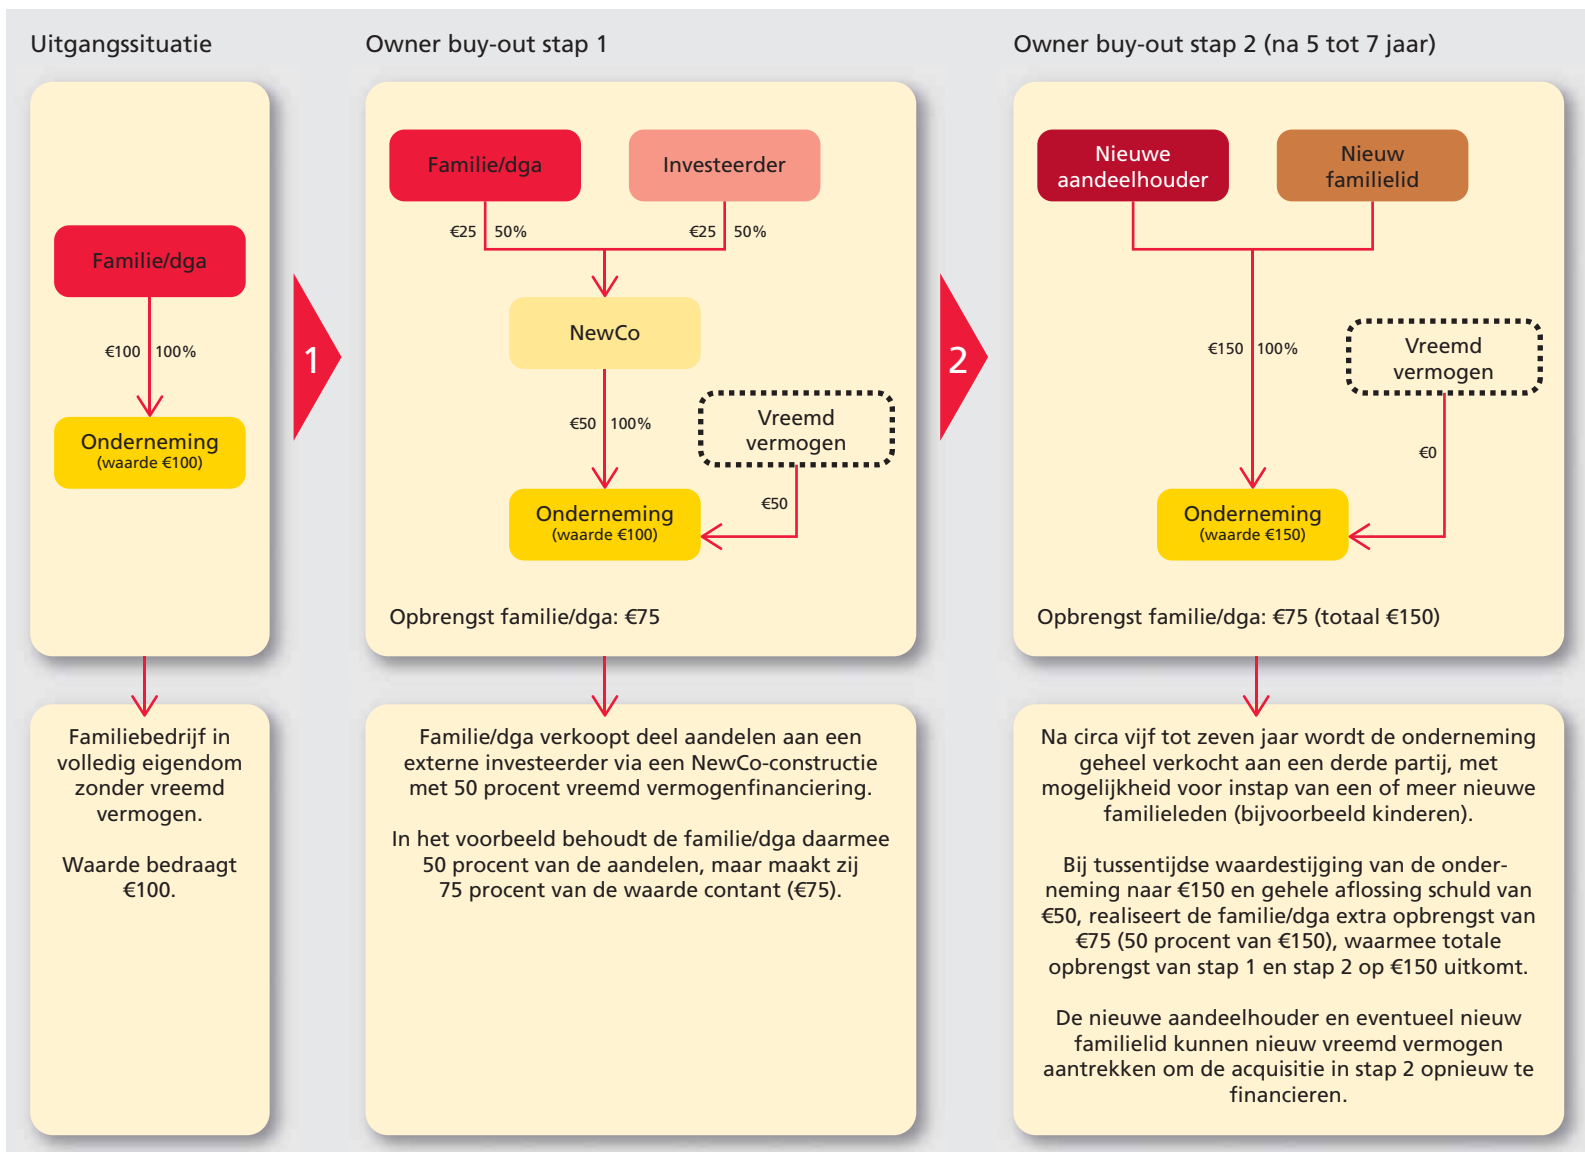 Uitgangssituatie
Familie/dga
€100 100%
Onderneming
(waarde €100)
Familiebedrijf in
volledig eigendom
zonder vreemd
vermogen.
Waarde bedraagt
€100.
1
Owner buy-out stap 1
Familie/dga
Investeerder
€25 50%
€25 50%
NewCo
€50 100%
Vreemd
vermogen
€50
Onderneming
(waarde €100)
Opbrengst familie/dga: €75
Familie/dga verkoopt deel aandelen aan een
externe investeerder via een NewCo-constructie
met 50 procent vreemd vermogenfinanciering.
In het voorbeeld behoudt de familie/dga daarmee
50 procent van de aandelen, maar maakt zij
75 procent van de waarde contant (€75).
2
Owner buy-out stap 2 (na 5 tot 7 jaar)
Nieuwe
aandeelhouder
Nieuw
familielid
€150 100%
Vreemd
vermogen
€0
Onderneming
(waarde €150)
Opbrengst familie/dga: €75 (totaal €150)
Na circa vijf tot zeven jaar wordt de onderneming
geheel verkocht aan een derde partij, met
mogelijkheid voor instap van een of meer nieuwe
familieleden (bijvoorbeeld kinderen).
Bij tussentijdse waardestijging van de onder-
neming naar €150 en gehele aflossing schuld van
€50, realiseert de familie/dga extra opbrengst van
€75 (50 procent van €150), waarmee totale
opbrengst van stap 1 en stap 2 op €150 uitkomt.
De nieuwe aandeelhouder en eventueel nieuw
familielid kunnen nieuw vreemd vermogen
aantrekken om de acquisitie in stap 2 opnieuw te
financieren.